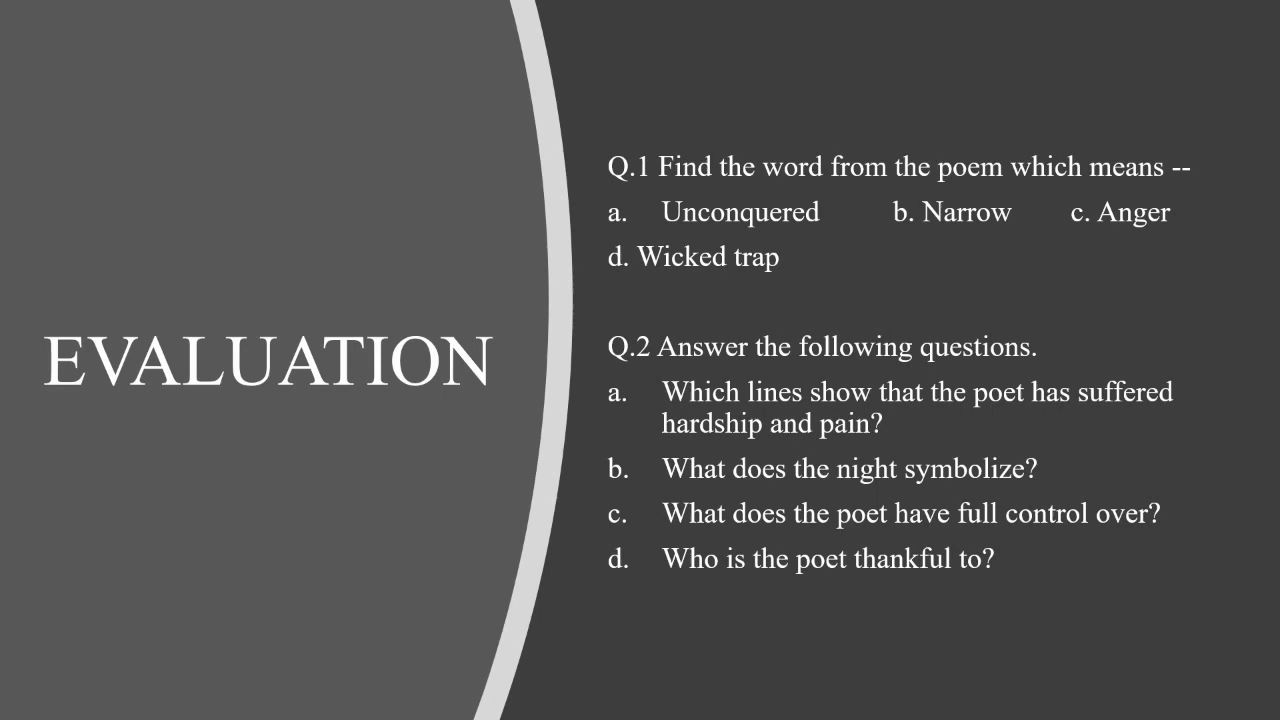 EVALUATION
Q.1 Find the word from the poem which means --
a. Unconquered b. Narrow c. Anger
d. Wicked trap
Q.2 Answer the following questions.
a. Which lines show that the poet has suffered
hardship and pain?
b. What does the night symbolize?
c. What does the poet have full control over?
d. Who is the poet thankful to?